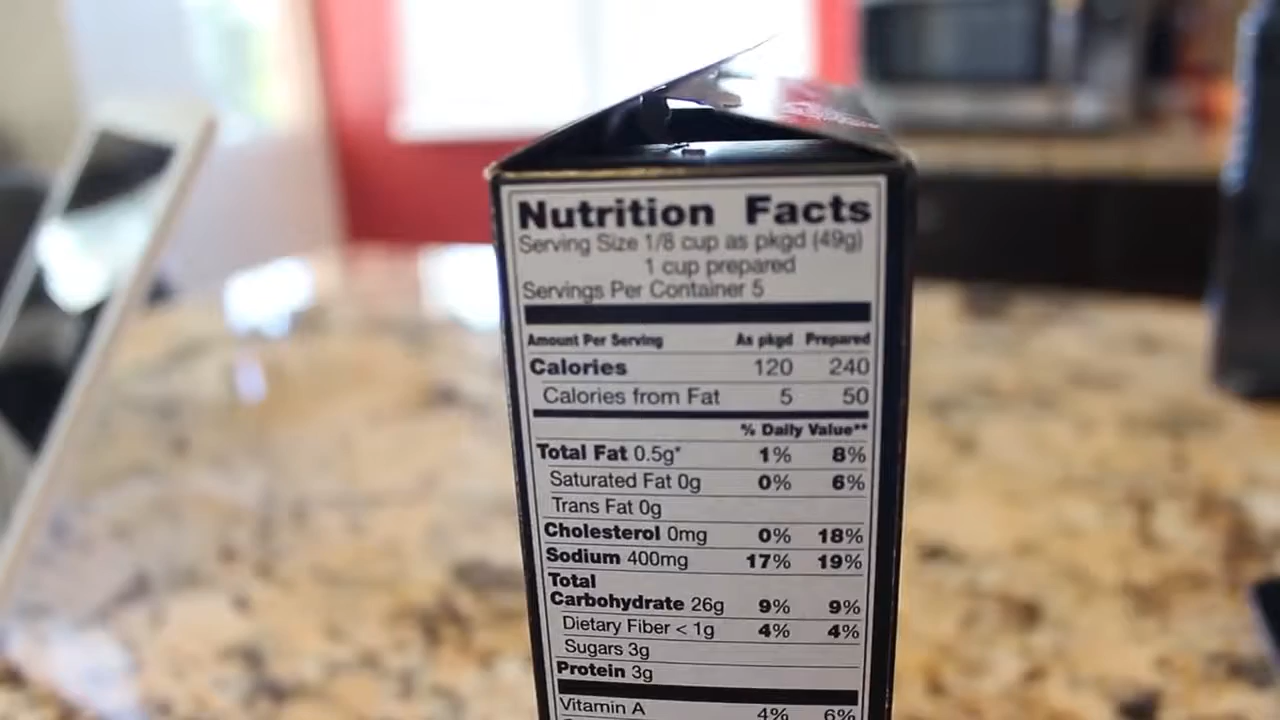 Nutrition Facts
Serving Size 1/8 cup as pkgd (49g)
1 cup prepared
Servings Per Container 5
Amount Per Serving As pkgd Prepared
Calories 120 240
Calories from Fat 5 50
% Daily Value**
Total Fat 0.5g* 1% 8%
Saturated Fat 0g 0% 6%
Trans Fat 0g
Cholesterol 0mg 0% 18%
Sodium 400mg 17% 19%
Total
Carbohydrate 26g 9% 9%
Dietary Fiber < 1g 4% 4%
Sugars 3g
Protein 3g
Vitamin A 4% 6%